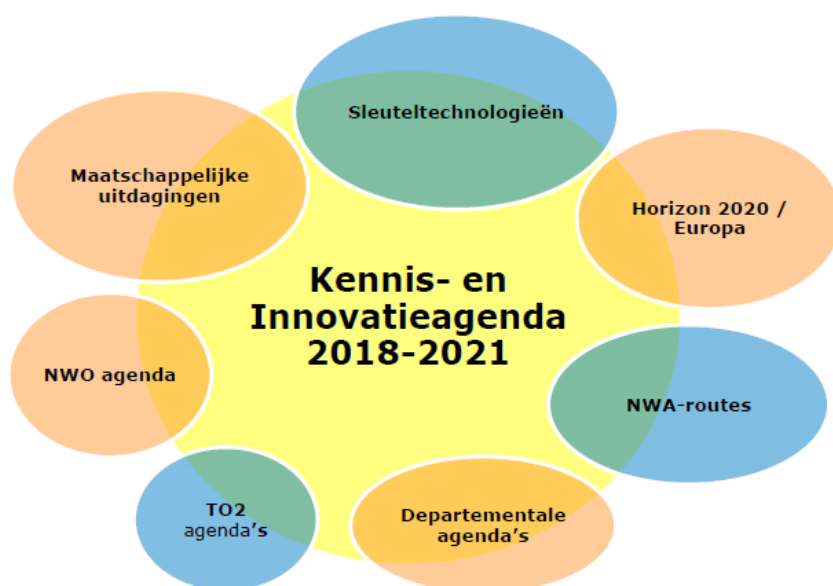 Sleuteltechnologieën
Maatschappelijke
uitdagingen
Horizon 2020 /
Europa
Kennis- en
Innovatieagenda
2018-2021
NWO agenda
NWA-routes
TO2
agenda’s
Departementale
agenda’s